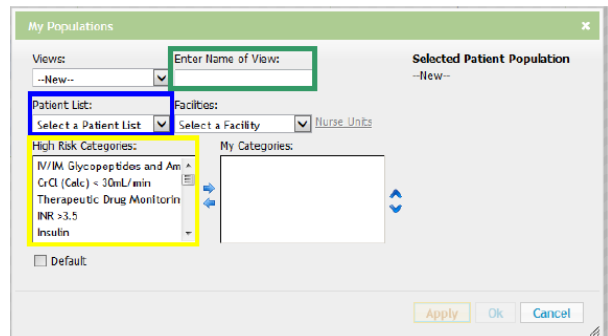 My Populations x
Views: Enter Name of View: Selected Patient Population
--New-- --New--
Patient List: Facilities:
Select a Patient List Select a Facility Nurse Units
High Risk Categories: My Categories:
IV/IM Glycopeptides and Am
CrCl (Calc) < 30mL/min
Therapeutic Drug Monitorin
INR >3.5
Insulin
Default
Apply Ok Cancel